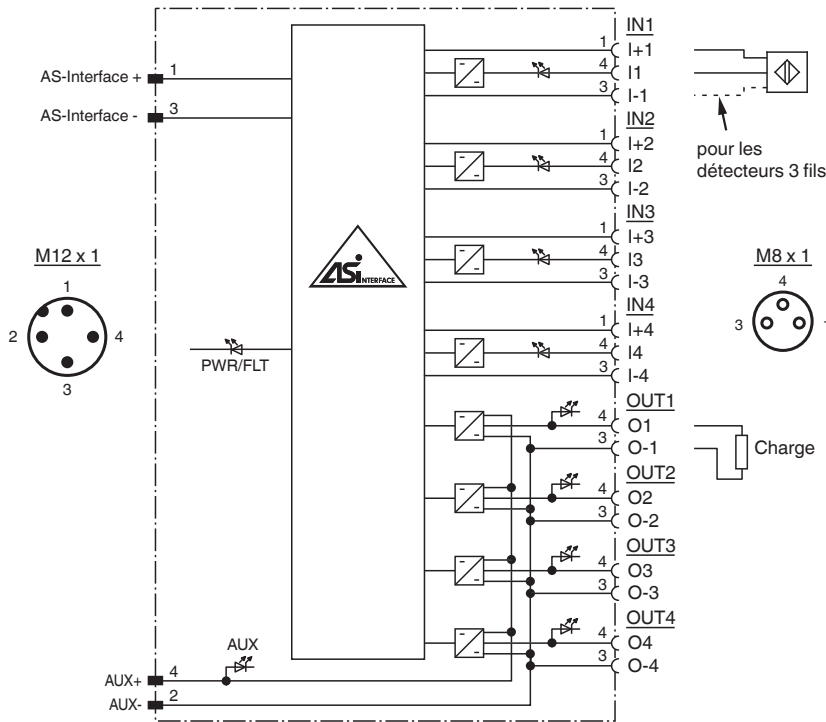 IN1
1 I+1
4 I1
3 I-1
AS-Interface + 1
AS-Interface - 3
pour les
détecteurs 3 fils
IN2
1 I+2
4 I2
3 I-2
IN3
1 I+3
4 I3
3 I-3
ASi INTERFACE
IN4
1 I+4
4 I4
3 I-4
M12 x 1
1
2 4
3
PWR/FLT
M8 x 1
4
3
OUT1
4 O1
3 O-1
Charge
OUT2
4 O2
3 O-2
OUT3
4 O3
3 O-3
OUT4
4 O4
3 O-4
AUX
AUX+ 4
AUX- 2